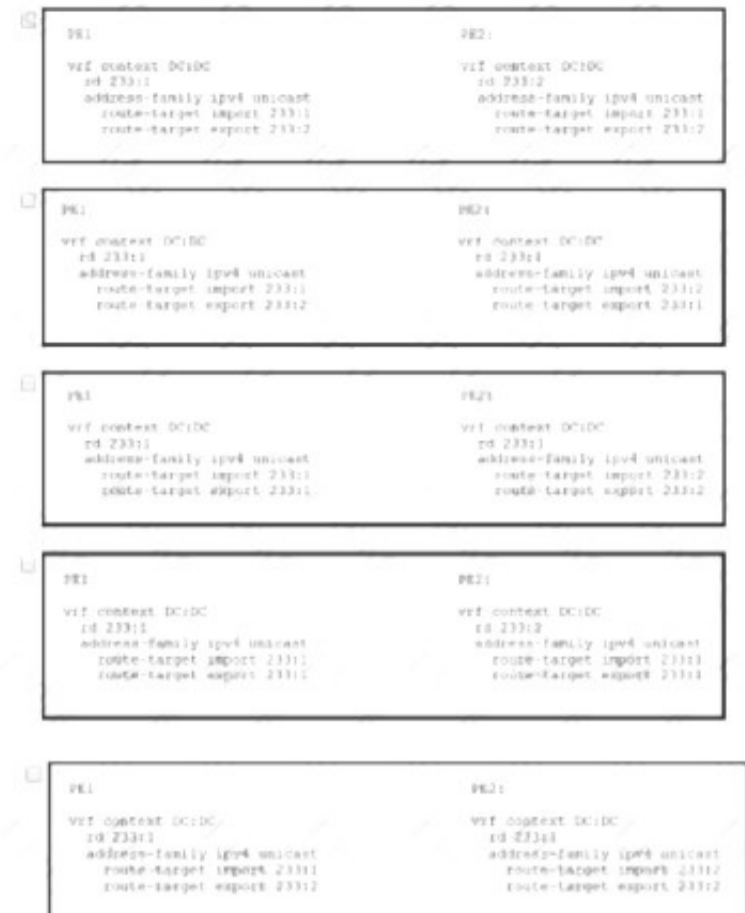 PE1 PE2:
vrf context DC:DC vrf context DC:DC
rd 233:1 rd 233:2
address-family ipv4 unicast address-family ipv4 unicast
route-target import 233:1 route-target import 233:1
route-target export 233:2 route-target export 233:2
PE1 PE2:
vrf context DC:DC vrf context DC:DC
rd 233:1 rd 233:1
address-family ipv4 unicast address-family ipv4 unicast
route-target import 233:1 route-target import 233:2
route-target export 233:2 route-target export 233:1
PE1 PE2:
vrf context DC:DC vrf context DC:DC
rd 233:1 rd 233:1
address-family ipv4 unicast address-family ipv4 unicast
route-target import 233:1 route-target import 233:2
route-target export 233:1 route-target export 233:2
PE1 PE2:
vrf context DC:DC vrf context DC:DC
rd 233:1 rd 233:2
address-family ipv4 unicast address-family ipv4 unicast
route-target import 233:1 route-target import 233:1
route-target export 233:1 route-target export 233:1
PE1 PE2:
vrf context DC:DC vrf context DC:DC
rd 233:1 rd 233:1
address-family ipv4 unicast address-family ipv4 unicast
route-target import 233:1 route-target import 233:2
route-target export 233:2 route-target export 233:2